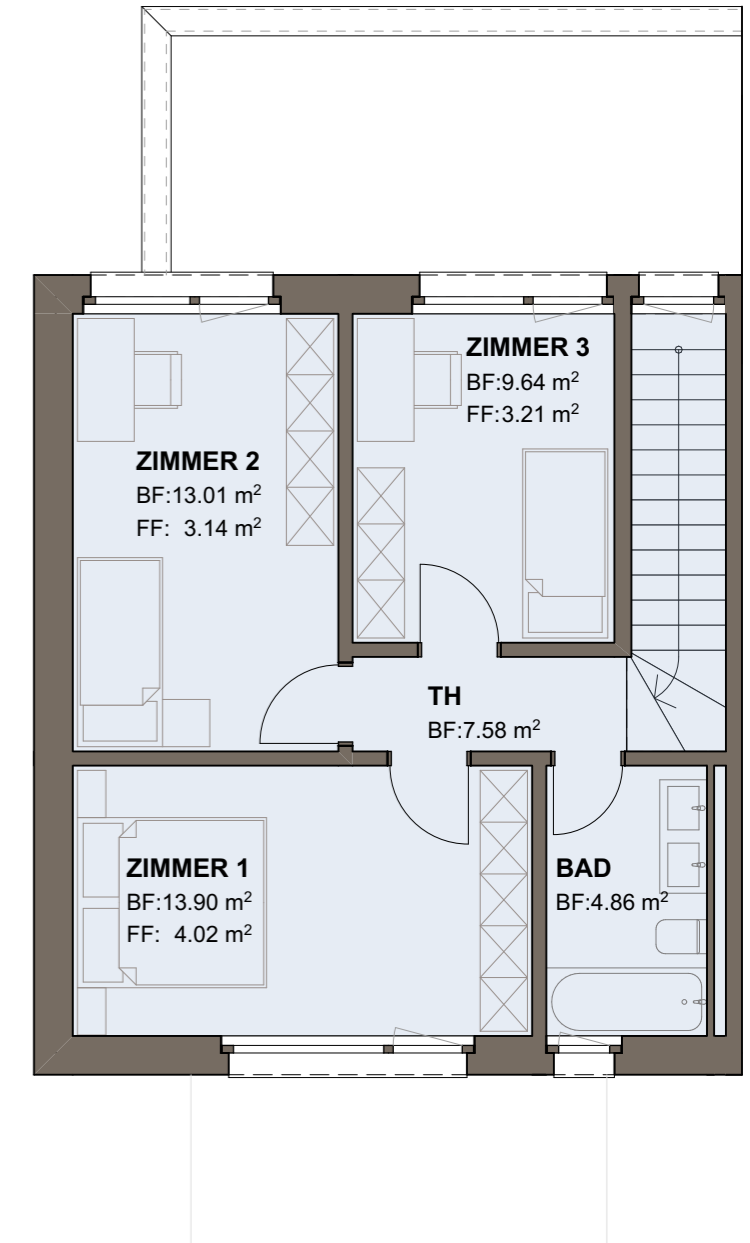 ZIMMER 3
BF:9.64 m²
FF:3.21 m²
ZIMMER 2
BF:13.01 m²
FF: 3.14 m²
TH
BF:7.58 m²
ZIMMER 1
BF:13.90 m²
FF: 4.02 m²
BAD
BF:4.86 m²